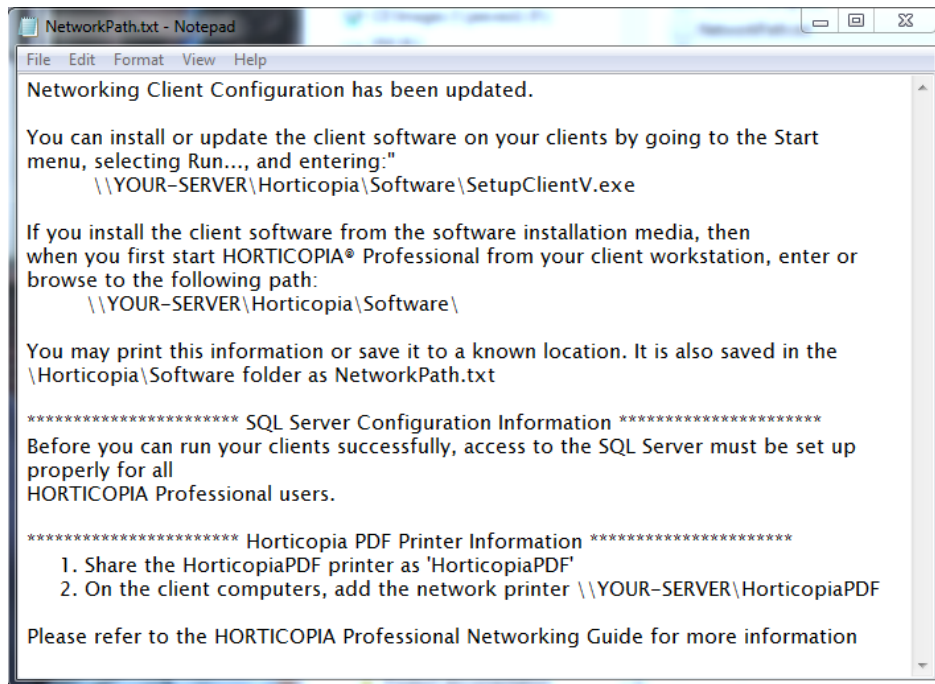 NetworkPath.txt - Notepad
File Edit Format View Help
Networking Client Configuration has been updated.
You can install or update the client software on your clients by going to the Start
menu, selecting Run..., and entering:"
\\YOUR-SERVER\Horticopia\Software\SetupClientV.exe
If you install the client software from the software installation media, then
when you first start HORTICOPIA® Professional from your client workstation, enter or
browse to the following path:
\\YOUR-SERVER\Horticopia\Software\
You may print this information or save it to a known location. It is also saved in the
\Horticopia\Software folder as NetworkPath.txt
*********************** SQL Server Configuration Information **********************
Before you can run your clients successfully, access to the SQL Server must be set up
properly for all
HORTICOPIA Professional users.
*********************** Horticopia PDF Printer Information **********************
1. Share the HorticopiaPDF printer as 'HorticopiaPDF'
2. On the client computers, add the network printer \\YOUR-SERVER\HorticopiaPDF
Please refer to the HORTICOPIA Professional Networking Guide for more information